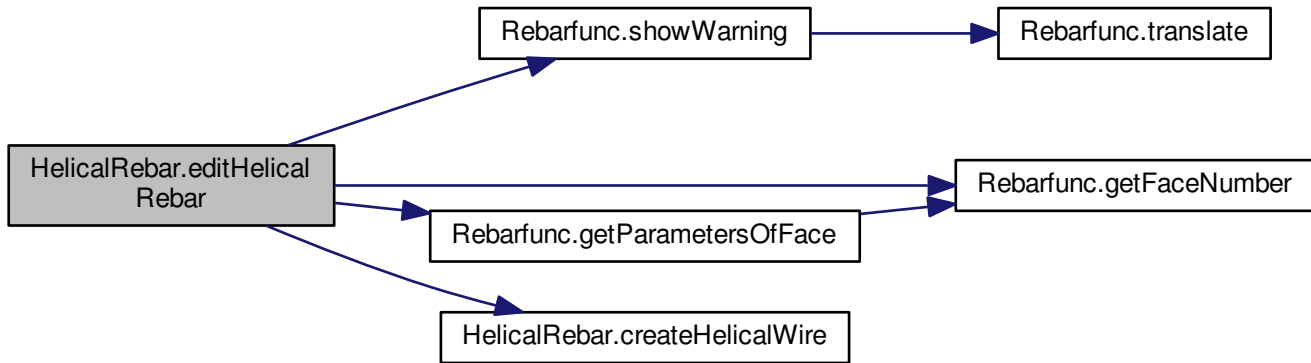 Rebarfunc.showWarning
Rebarfunc.translate
HelicalRebar.editHelical
Rebar
Rebarfunc.getFaceNumber
Rebarfunc.getParametersOfFace
HelicalRebar.createHelicalWire